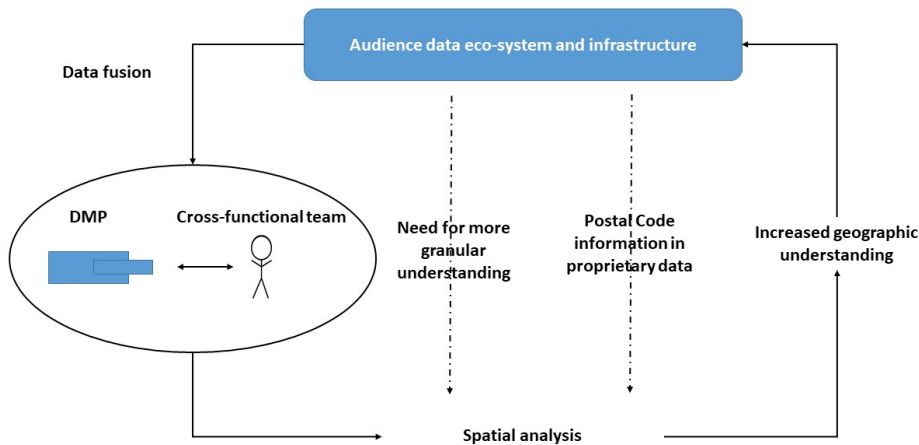 Audience data eco-system and infrastructure
Data fusion
DMP
Cross-functional team
Need for more
granular
understanding
Postal Code
information in
proprietary data
Increased geographic
understanding
Spatial analysis